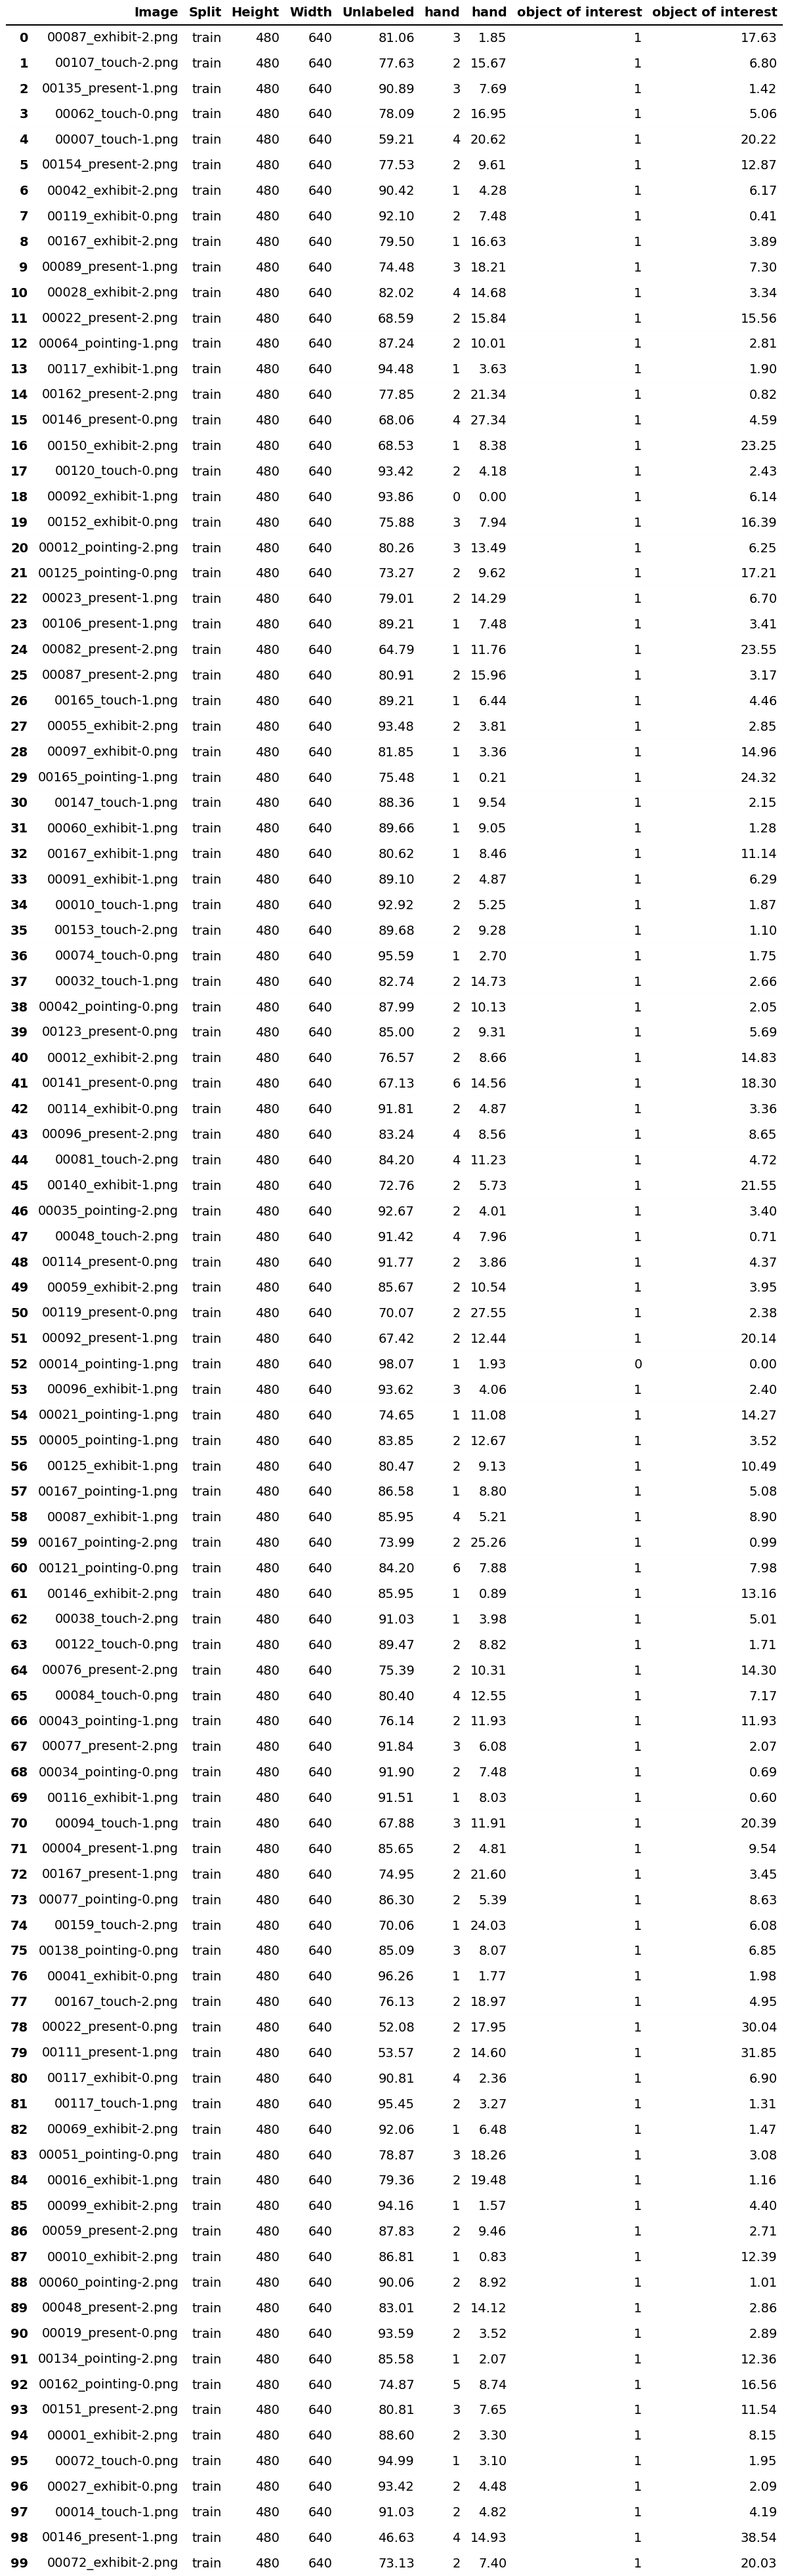 Image Split Height Width Unlabeled hand hand object of interest object of interest
0 00087_exhibit-2.png train 480 640 81.06 3 1.85 1 17.63
1 00107_touch-2.png train 480 640 77.63 2 15.67 1 6.80
2 00135_present-1.png train 480 640 90.89 3 7.69 1 1.42
3 00062_touch-0.png train 480 640 78.09 2 16.95 1 5.06
4 00007_touch-1.png train 480 640 59.21 4 20.62 1 20.22
5 00154_present-2.png train 480 640 77.53 2 9.61 1 12.87
6 00042_exhibit-2.png train 480 640 90.42 1 4.28 1 6.17
7 00119_exhibit-0.png train 480 640 92.10 2 7.48 1 0.41
8 00167_exhibit-2.png train 480 640 79.50 1 16.63 1 3.89
9 00089_present-1.png train 480 640 74.48 3 18.21 1 7.30
10 00028_exhibit-2.png train 480 640 82.02 4 14.68 1 3.34
11 00022_present-2.png train 480 640 68.59 2 15.84 1 15.56
12 00064_pointing-1.png train 480 640 87.24 2 10.01 1 2.81
13 00117_exhibit-1.png train 480 640 94.48 1 3.63 1 1.90
14 00162_present-2.png train 480 640 77.85 2 21.34 1 0.82
15 00146_present-0.png train 480 640 68.06 4 27.34 1 4.59
16 00150_exhibit-2.png train 480 640 68.53 1 8.38 1 23.25
17 00120_touch-0.png train 480 640 93.42 2 4.18 1 2.43
18 00092_exhibit-1.png train 480 640 93.86 0 0.00 1 6.14
19 00152_exhibit-0.png train 480 640 75.88 3 7.94 1 16.39
20 00012_pointing-2.png train 480 640 80.26 3 13.49 1 6.25
21 00125_pointing-0.png train 480 640 73.27 2 9.62 1 17.21
22 00023_present-1.png train 480 640 79.01 2 14.29 1 6.70
23 00106_present-1.png train 480 640 89.21 1 7.48 1 3.41
24 00082_present-2.png train 480 640 64.79 1 11.76 1 23.55
25 00087_present-2.png train 480 640 80.91 2 15.96 1 3.17
26 00165_touch-1.png train 480 640 89.21 1 6.44 1 4.46
27 00055_exhibit-2.png train 480 640 93.48 2 3.81 1 2.85
28 00097_exhibit-0.png train 480 640 81.85 1 3.36 1 14.96
29 00165_pointing-1.png train 480 640 75.48 1 0.21 1 24.32
30 00147_touch-1.png train 480 640 88.36 1 9.54 1 2.15
31 00060_exhibit-1.png train 480 640 89.66 1 9.05 1 1.28
32 00167_exhibit-1.png train 480 640 80.62 1 8.46 1 11.14
33 00091_exhibit-1.png train 480 640 89.10 2 4.87 1 6.29
34 00010_touch-1.png train 480 640 92.92 2 5.25 1 1.87
35 00153_touch-2.png train 480 640 89.68 2 9.28 1 1.10
36 00074_touch-0.png train 480 640 95.59 1 2.70 1 1.75
37 00032_touch-1.png train 480 640 82.74 2 14.73 1 2.66
38 00042_pointing-0.png train 480 640 87.99 2 10.13 1 2.05
39 00123_present-0.png train 480 640 85.00 2 9.31 1 5.69
40 00012_exhibit-2.png train 480 640 76.57 2 8.66 1 14.83
41 00141_present-0.png train 480 640 67.13 6 14.56 1 18.30
42 00114_exhibit-0.png train 480 640 91.81 2 4.87 1 3.36
43 00096_present-2.png train 480 640 83.24 4 8.56 1 8.65
44 00081_touch-2.png train 480 640 84.20 4 11.23 1 4.72
45 00140_exhibit-1.png train 480 640 72.76 2 5.73 1 21.55
46 00035_pointing-2.png train 480 640 92.67 2 4.01 1 3.40
47 00048_touch-2.png train 480 640 91.42 4 7.96 1 0.71
48 00114_present-0.png train 480 640 91.77 2 3.86 1 4.37
49 00059_exhibit-2.png train 480 640 85.67 2 10.54 1 3.95
50 00119_present-0.png train 480 640 70.07 2 27.55 1 2.38
51 00092_present-1.png train 480 640 67.42 2 12.44 1 20.14
52 00014_pointing-1.png train 480 640 98.07 1 1.93 0 0.00
53 00096_exhibit-1.png train 480 640 93.62 3 4.06 1 2.40
54 00021_pointing-1.png train 480 640 74.65 1 11.08 1 14.27
55 00005_pointing-1.png train 480 640 83.85 2 12.67 1 3.52
56 00125_exhibit-1.png train 480 640 80.47 2 9.13 1 10.49
57 00167_pointing-1.png train 480 640 86.58 1 8.80 1 5.08
58 00087_exhibit-1.png train 480 640 85.95 4 5.21 1 8.90
59 00167_pointing-2.png train 480 640 73.99 2 25.26 1 0.99
60 00121_pointing-0.png train 480 640 84.20 6 7.88 1 7.98
61 00146_exhibit-2.png train 480 640 85.95 1 0.89 1 13.16
62 00038_touch-2.png train 480 640 91.03 1 3.98 1 5.01
63 00122_touch-0.png train 480 640 89.47 2 8.82 1 1.71
64 00076_present-2.png train 480 640 75.39 2 10.31 1 14.30
65 00084_touch-0.png train 480 640 80.40 4 12.55 1 7.17
66 00043_pointing-1.png train 480 640 76.14 2 11.93 1 11.93
67 00077_present-2.png train 480 640 91.84 3 6.08 1 2.07
68 00034_pointing-0.png train 480 640 91.90 2 7.48 1 0.69
69 00116_exhibit-1.png train 480 640 91.51 1 8.03 1 0.60
70 00094_touch-1.png train 480 640 67.88 3 11.91 1 20.39
71 00004_present-1.png train 480 640 85.65 2 4.81 1 9.54
72 00167_present-1.png train 480 640 74.95 2 21.60 1 3.45
73 00077_pointing-0.png train 480 640 86.30 2 5.39 1 8.63
74 00159_touch-2.png train 480 640 70.06 1 24.03 1 6.08
75 00138_pointing-0.png train 480 640 85.09 3 8.07 1 6.85
76 00041_exhibit-0.png train 480 640 96.26 1 1.77 1 1.98
77 00167_touch-2.png train 480 640 76.13 2 18.97 1 4.95
78 00022_present-0.png train 480 640 52.08 2 17.95 1 30.04
79 00111_present-1.png train 480 640 53.57 2 14.60 1 31.85
80 00117_exhibit-0.png train 480 640 90.81 4 2.36 1 6.90
81 00117_touch-1.png train 480 640 95.45 2 3.27 1 1.31
82 00069_exhibit-2.png train 480 640 92.06 1 6.48 1 1.47
83 00051_pointing-0.png train 480 640 78.87 3 18.26 1 3.08
84 00016_exhibit-1.png train 480 640 79.36 2 19.48 1 1.16
85 00099_exhibit-2.png train 480 640 94.16 1 1.57 1 4.40
86 00059_present-2.png train 480 640 87.83 2 9.46 1 2.71
87 00010_exhibit-2.png train 480 640 86.81 1 0.83 1 12.39
88 00060_pointing-2.png train 480 640 90.06 2 8.92 1 1.01
89 00048_present-2.png train 480 640 83.01 2 14.12 1 2.86
90 00019_present-0.png train 480 640 93.59 2 3.52 1 2.89
91 00134_pointing-2.png train 480 640 85.58 1 2.07 1 12.36
92 00162_pointing-0.png train 480 640 74.87 5 8.74 1 16.56
93 00151_present-2.png train 480 640 80.81 3 7.65 1 11.54
94 00001_exhibit-2.png train 480 640 88.60 2 3.30 1 8.15
95 00072_touch-0.png train 480 640 94.99 1 3.10 1 1.95
96 00027_exhibit-0.png train 480 640 93.42 2 4.48 1 2.09
97 00014_touch-1.png train 480 640 91.03 2 4.82 1 4.19
98 00146_present-1.png train 480 640 46.63 4 14.93 1 38.54
99 00072_exhibit-2.png train 480 640 73.13 2 7.40 1 20.03